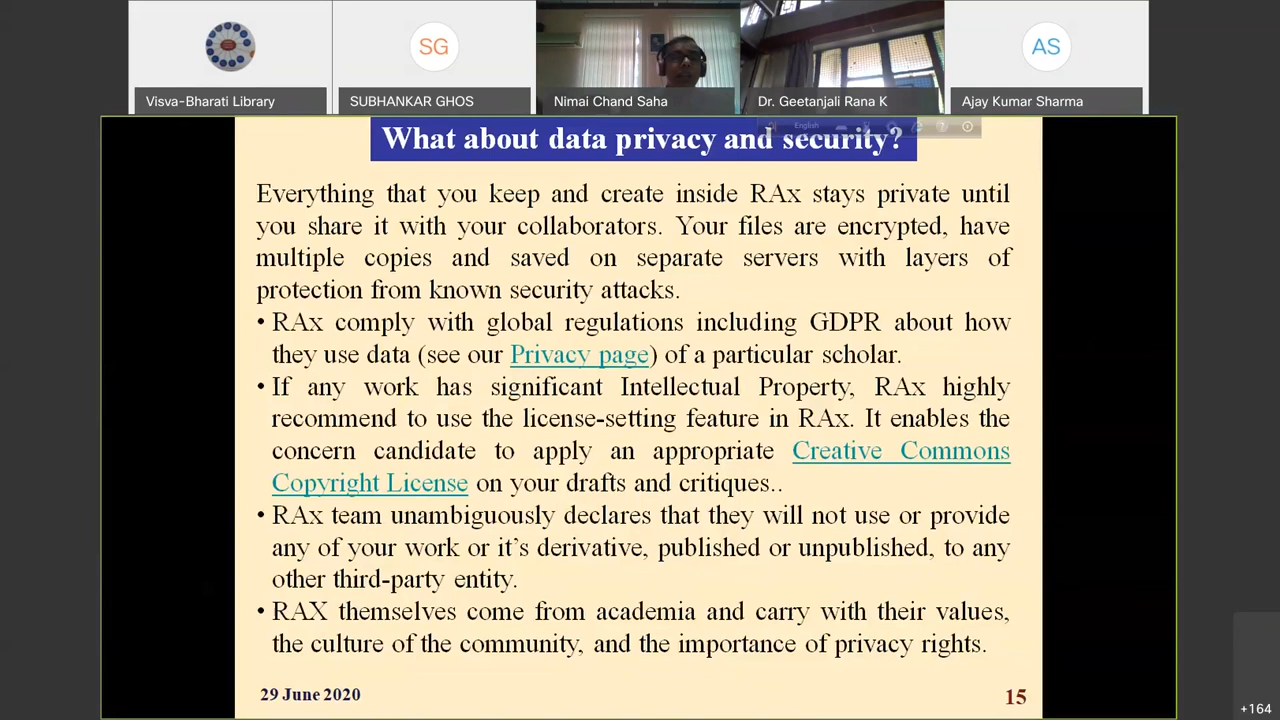 SG
AS
Visva-Bharati Library
SUBHANKAR GHOS
Nimai Chand Saha
Dr. Geetanjali Rana K
Ajay Kumar Sharma
English
What about data privacy and security?
Everything that you keep and create inside RAx stays private until
you share it with your collaborators. Your files are encrypted, have
multiple copies and saved on separate servers with layers of
protection from known security attacks.
• RAx comply with global regulations including GDPR about how
they use data (see our Privacy page) of a particular scholar.
• If any work has significant Intellectual Property, RAx highly
recommend to use the license-setting feature in RAx. It enables the
concern candidate to apply an appropriate Creative Commons
Copyright License on your drafts and critiques..
• RAx team unambiguously declares that they will not use or provide
any of your work or it's derivative, published or unpublished, to any
other third-party entity.
• RAX themselves come from academia and carry with their values,
the culture of the community, and the importance of privacy rights.
29 June 2020
15
+164